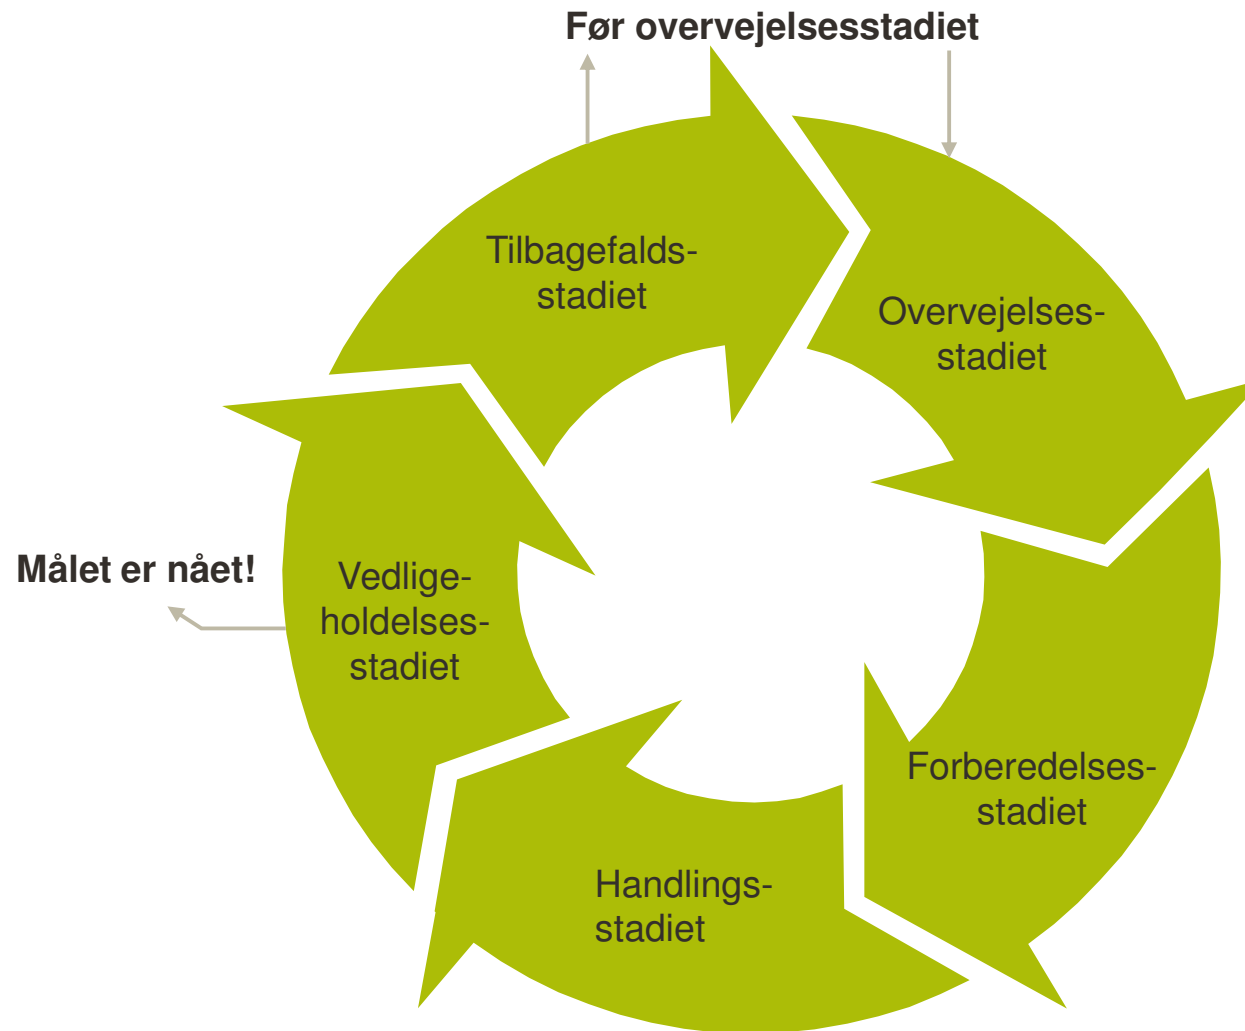 Før overvejelsesstadiet
Tilbagefalds-
stadiet
Overvejelses-
stadiet
Målet er nået!
Vedlige-
holdelses-
stadiet
Forberedelses-
stadiet
Handlings-
stadiet